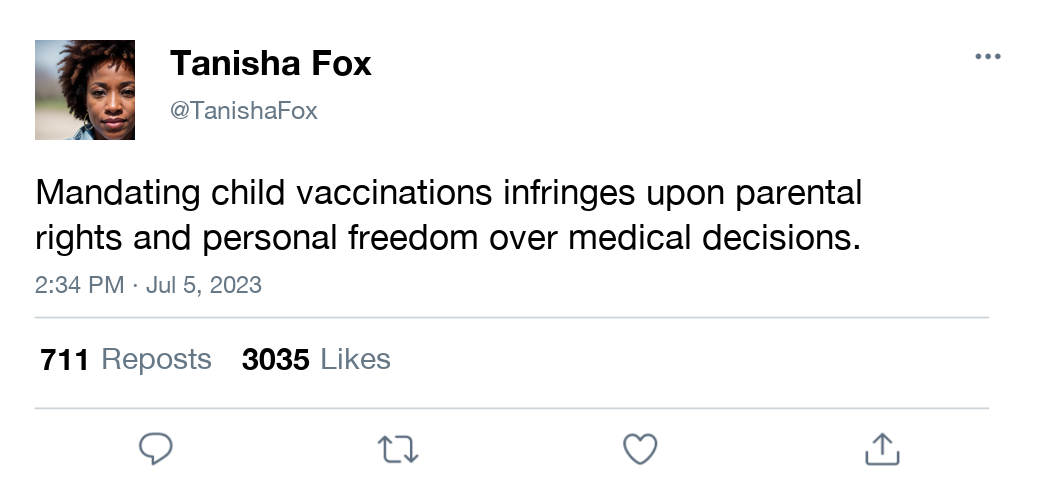 Tanisha Fox
@TanishaFox
Mandating child vaccinations infringes upon parental
rights and personal freedom over medical decisions.
2:34 PM · Jul 5, 2023
711 Reposts 3035 Likes